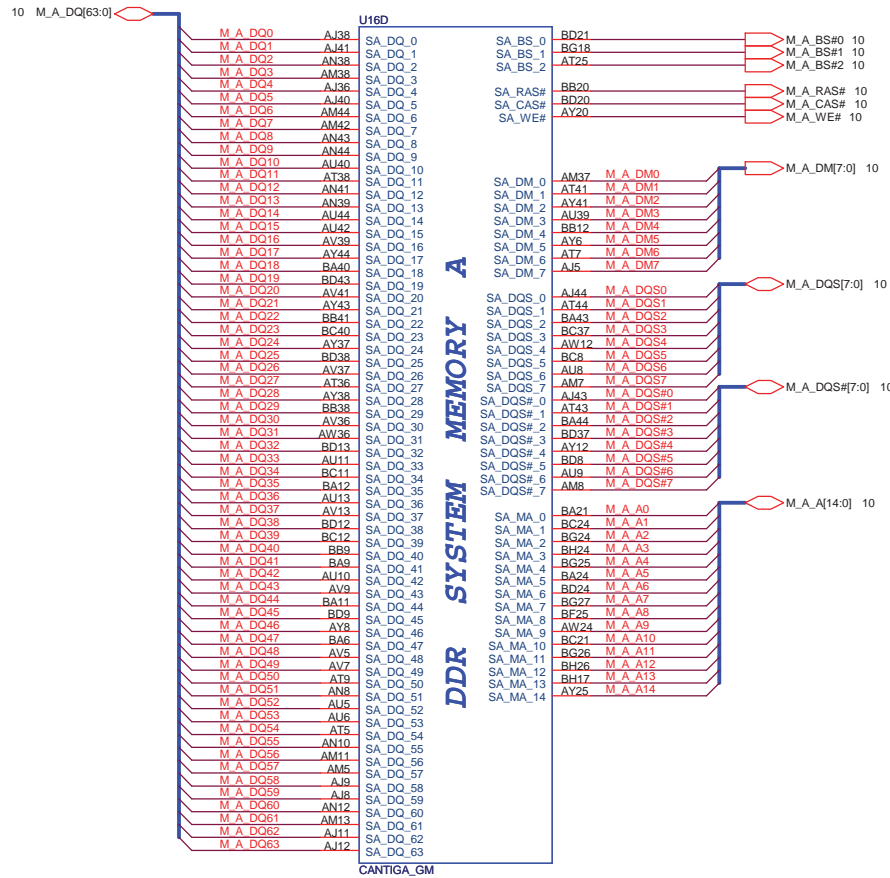 10 M_A_DQ[63:0]
U16D
M_A_DQ0 AJ38 SA_DQ_0 SA_BS_0 BD21 M_A_BS#0 10
M_A_DQ1 AJ41 SA_DQ_1 SA_BS_1 BG18 M_A_BS#1 10
M_A_DQ2 AN38 SA_DQ_2 SA_BS_2 AT25 M_A_BS#2 10
M_A_DQ3 AM38 SA_DQ_3
M_A_DQ4 AJ36 SA_DQ_4 SA_RAS# BB20 M_A_RAS# 10
M_A_DQ5 AJ40 SA_DQ_5 SA_CAS# BD20 M_A_CAS# 10
M_A_DQ6 AM44 SA_DQ_6 SA_WE# AY20 M_A_WE# 10
M_A_DQ7 AM42 SA_DQ_7
M_A_DQ8 AN43 SA_DQ_8
M_A_DQ9 AN44 SA_DQ_9
M_A_DQ10 AU40 SA_DQ_10 M_A_DM[7:0] 10
M_A_DQ11 AT38 SA_DQ_11 SA_DM_0 AM37 M_A_DM0
M_A_DQ12 AN41 SA_DQ_12 SA_DM_1 AT41 M_A_DM1
M_A_DQ13 AN39 SA_DQ_13 SA_DM_2 AY41 M_A_DM2
M_A_DQ14 AU44 SA_DQ_14 SA_DM_3 AU39 M_A_DM3
M_A_DQ15 AU42 SA_DQ_15 SA_DM_4 BB12 M_A_DM4
M_A_DQ16 AV39 SA_DQ_16 SA_DM_5 AY6 M_A_DM5
M_A_DQ17 AY44 SA_DQ_17 SA_DM_6 AT7 M_A_DM6
M_A_DQ18 BA40 SA_DQ_18 SA_DM_7 AJ5 M_A_DM7
M_A_DQ19 BD43 SA_DQ_19 M_A_DQS[7:0] 10
M_A_DQ20 AV41 SA_DQ_20 SA_DQS_0 AJ44 M_A_DQS0
M_A_DQ21 AY43 SA_DQ_21 SA_DQS_1 AT44 M_A_DQS1
M_A_DQ22 BB41 SA_DQ_22 SA_DQS_2 BA43 M_A_DQS2
M_A_DQ23 BC40 SA_DQ_23 SA_DQS_3 BC37 M_A_DQS3
M_A_DQ24 AY37 SA_DQ_24 SA_DQS_4 AW12 M_A_DQS4
M_A_DQ25 BD38 SA_DQ_25 SA_DQS_5 BC8 M_A_DQS5
M_A_DQ26 AV37 SA_DQ_26 SA_DQS_6 AU8 M_A_DQS6
M_A_DQ27 AT36 SA_DQ_27 SA_DQS_7 AM7 M_A_DQS7 M_A_DQS#[7:0] 10
M_A_DQ28 AY38 SA_DQ_28 SA_DQS#_0 AJ43 M_A_DQS#0
M_A_DQ29 BB38 SA_DQ_29 SA_DQS#_1 AT43 M_A_DQS#1
M_A_DQ30 AV36 SA_DQ_30 SA_DQS#_2 BA44 M_A_DQS#2
M_A_DQ31 AW36 SA_DQ_31 SA_DQS#_3 BD37 M_A_DQS#3
M_A_DQ32 BD13 SA_DQ_32 SA_DQS#_4 AY12 M_A_DQS#4
M_A_DQ33 AU11 SA_DQ_33 SA_DQS#_5 BD8 M_A_DQS#5
M_A_DQ34 BC11 SA_DQ_34 SA_DQS#_6 AU9 M_A_DQS#6
M_A_DQ35 BA12 SA_DQ_35 SA_DQS#_7 AM8 M_A_DQS#7
M_A_DQ36 AU13 SA_DQ_36 M_A_A[14:0] 10
M_A_DQ37 AV13 SA_DQ_37 SA_MA_0 BA21 M_A_A0
M_A_DQ38 BD12 SA_DQ_38 SA_MA_1 BC24 M_A_A1
M_A_DQ39 BC12 SA_DQ_39 SA_MA_2 BG24 M_A_A2
M_A_DQ40 BB9 SA_DQ_40 SA_MA_3 BH24 M_A_A3
M_A_DQ41 BA9 SA_DQ_41 SA_MA_4 BG25 M_A_A4
M_A_DQ42 AU10 SA_DQ_42 SA_MA_5 BA24 M_A_A5
M_A_DQ43 AV9 SA_DQ_43 SA_MA_6 BD24 M_A_A6
M_A_DQ44 BA11 SA_DQ_44 SA_MA_7 BG27 M_A_A7
M_A_DQ45 BD9 SA_DQ_45 SA_MA_8 BF25 M_A_A8
M_A_DQ46 AY8 SA_DQ_46 SA_MA_9 AW24 M_A_A9
M_A_DQ47 BA6 SA_DQ_47 SA_MA_10 BC21 M_A_A10
M_A_DQ48 AV5 SA_DQ_48 SA_MA_11 BG26 M_A_A11
M_A_DQ49 AV7 SA_DQ_49 SA_MA_12 BH26 M_A_A12
M_A_DQ50 AT9 SA_DQ_50 SA_MA_13 BH17 M_A_A13
M_A_DQ51 AN8 SA_DQ_51 SA_MA_14 AY25 M_A_A14
M_A_DQ52 AU5 SA_DQ_52
M_A_DQ53 AU6 SA_DQ_53
M_A_DQ54 AT5 SA_DQ_54
M_A_DQ55 AN10 SA_DQ_55
M_A_DQ56 AM11 SA_DQ_56
M_A_DQ57 AM5 SA_DQ_57
M_A_DQ58 AJ9 SA_DQ_58
M_A_DQ59 AJ8 SA_DQ_59
M_A_DQ60 AN12 SA_DQ_60
M_A_DQ61 AM13 SA_DQ_61
M_A_DQ62 AJ11 SA_DQ_62
M_A_DQ63 AJ12 SA_DQ_63
DDR SYSTEM MEMORY A
CANTIGA_GM